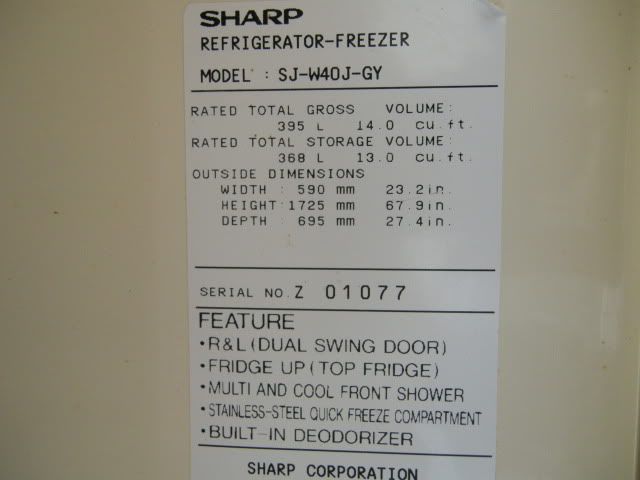 SHARP
REFRIGERATOR-FREEZER
MODEL : SJ-W40J-GY
RATED TOTAL GROSS VOLUME:
395 L 14.0 cu.ft.
RATED TOTAL STORAGE VOLUME:
368 L 13.0 cu.ft.
OUTSIDE DIMENSIONS
WIDTH : 590 mm 23.2in.
HEIGHT:1725 mm 67.9in.
DEPTH : 695 mm 27.4in.
SERIAL NO. Z 01077
FEATURE
•R&L(DUAL SWING DOOR)
•FRIDGE UP(TOP FRIDGE)
•MULTI AND COOL FRONT SHOWER
•STAINLESS-STEEL QUICK FREEZE COMPARTMENT
•BUILT-IN DEODORIZER
SHARP CORPORATION